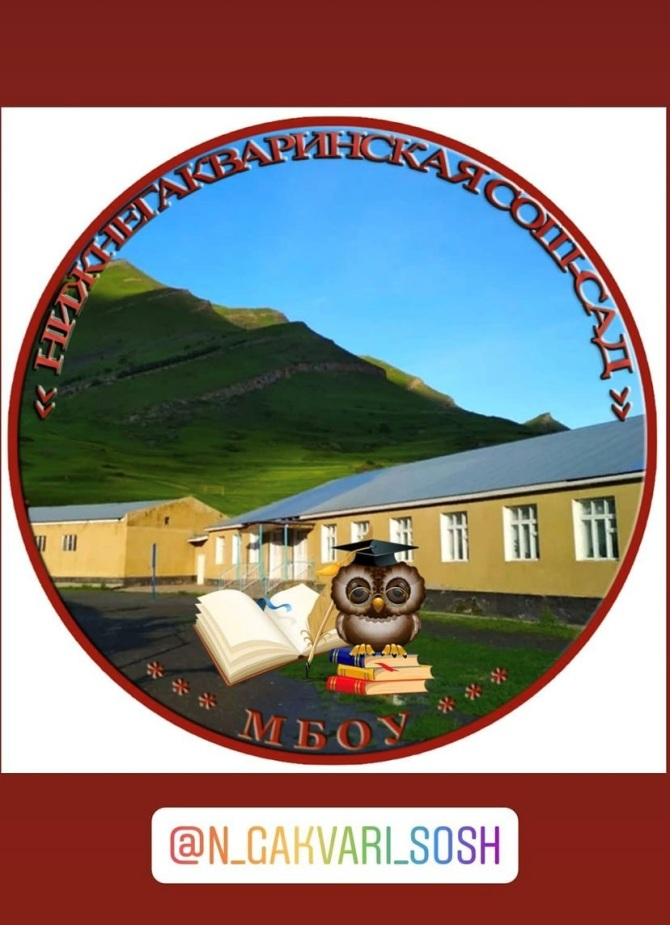 « НИЖНЕГАКВАРИНСКАЯ СОШ-САД »
* * * МБОУ * * *
@N_GAKVARI_SOSH